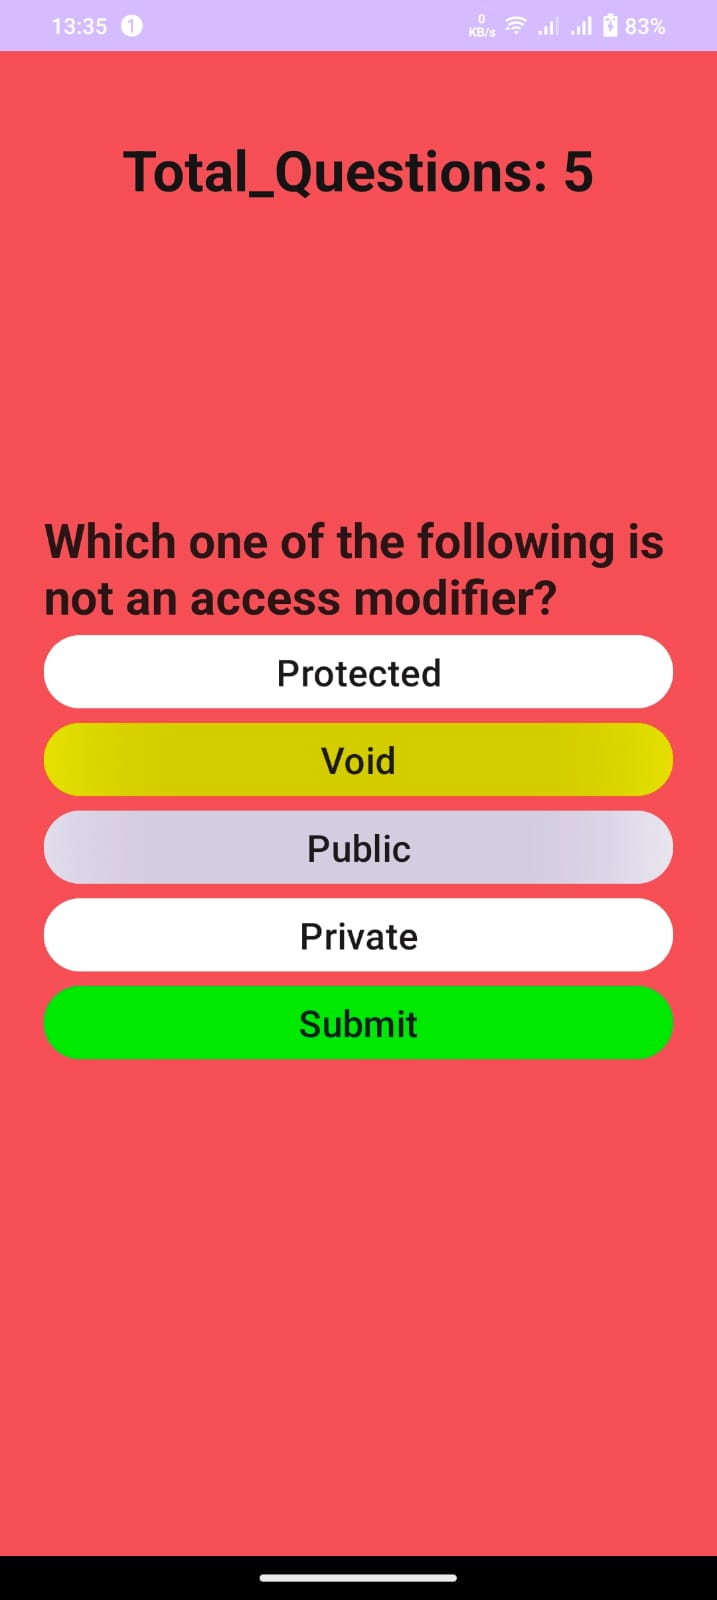 13:35 1 0 KB/s 83%
Total_Questions: 5
Which one of the following is
not an access modifier?
Protected
Void
Public
Private
Submit